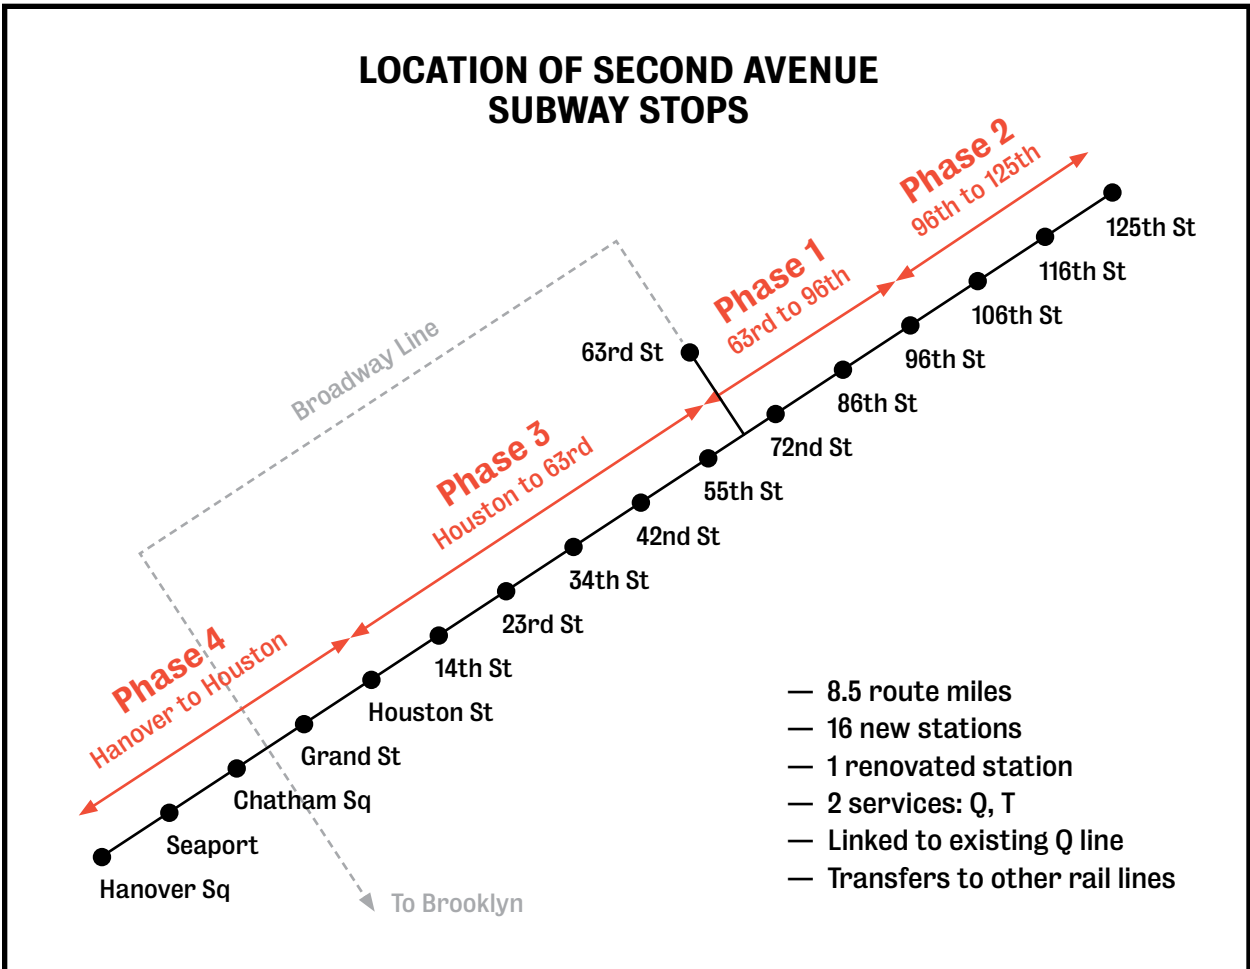 LOCATION OF SECOND AVENUE
SUBWAY STOPS
Phase 2
96th to 125th
125th St
116th St
106th St
Phase 1
63rd to 96th
96th St
86th St
72nd St
63rd St
Broadway Line
Phase 3
Houston to 63rd
55th St
42nd St
34th St
23rd St
14th St
Houston St
Phase 4
Hanover to Houston
Grand St
Chatham Sq
Seaport
Hanover Sq
To Brooklyn
— 8.5 route miles
— 16 new stations
— 1 renovated station
— 2 services: Q, T
— Linked to existing Q line
— Transfers to other rail lines